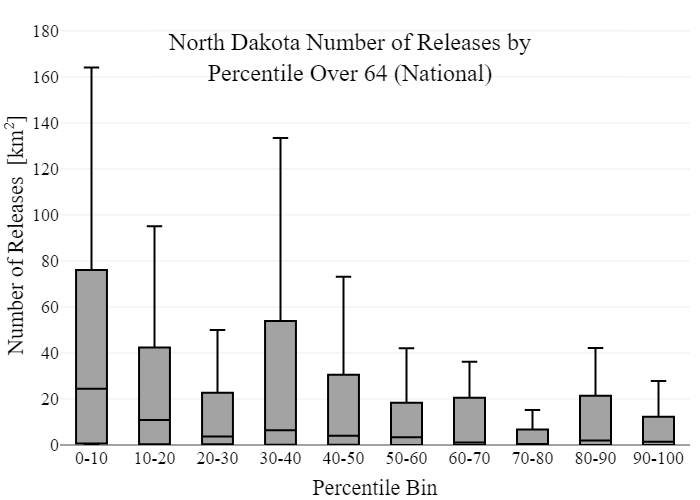 North Dakota Number of Releases by
Percentile Over 64 (National)
Number of Releases [km²]
180
160
140
120
100
80
60
40
20
0
0-10 10-20 20-30 30-40 40-50 50-60 60-70 70-80 80-90 90-100
Percentile Bin